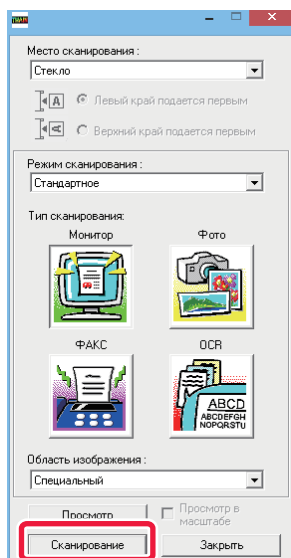 Место сканирования :
Стекло
A Левый край подается первым
A Верхний край подается первым
Режим сканирования :
Стандартное
Тип сканирования:
Монитор Фото
ФАКС OCR
ABCD
ABCDEFGH
NOPQRSTU
Область изображения :
Специальный
Просмотр Просмотр в
масштабе
Сканирование Закрыть